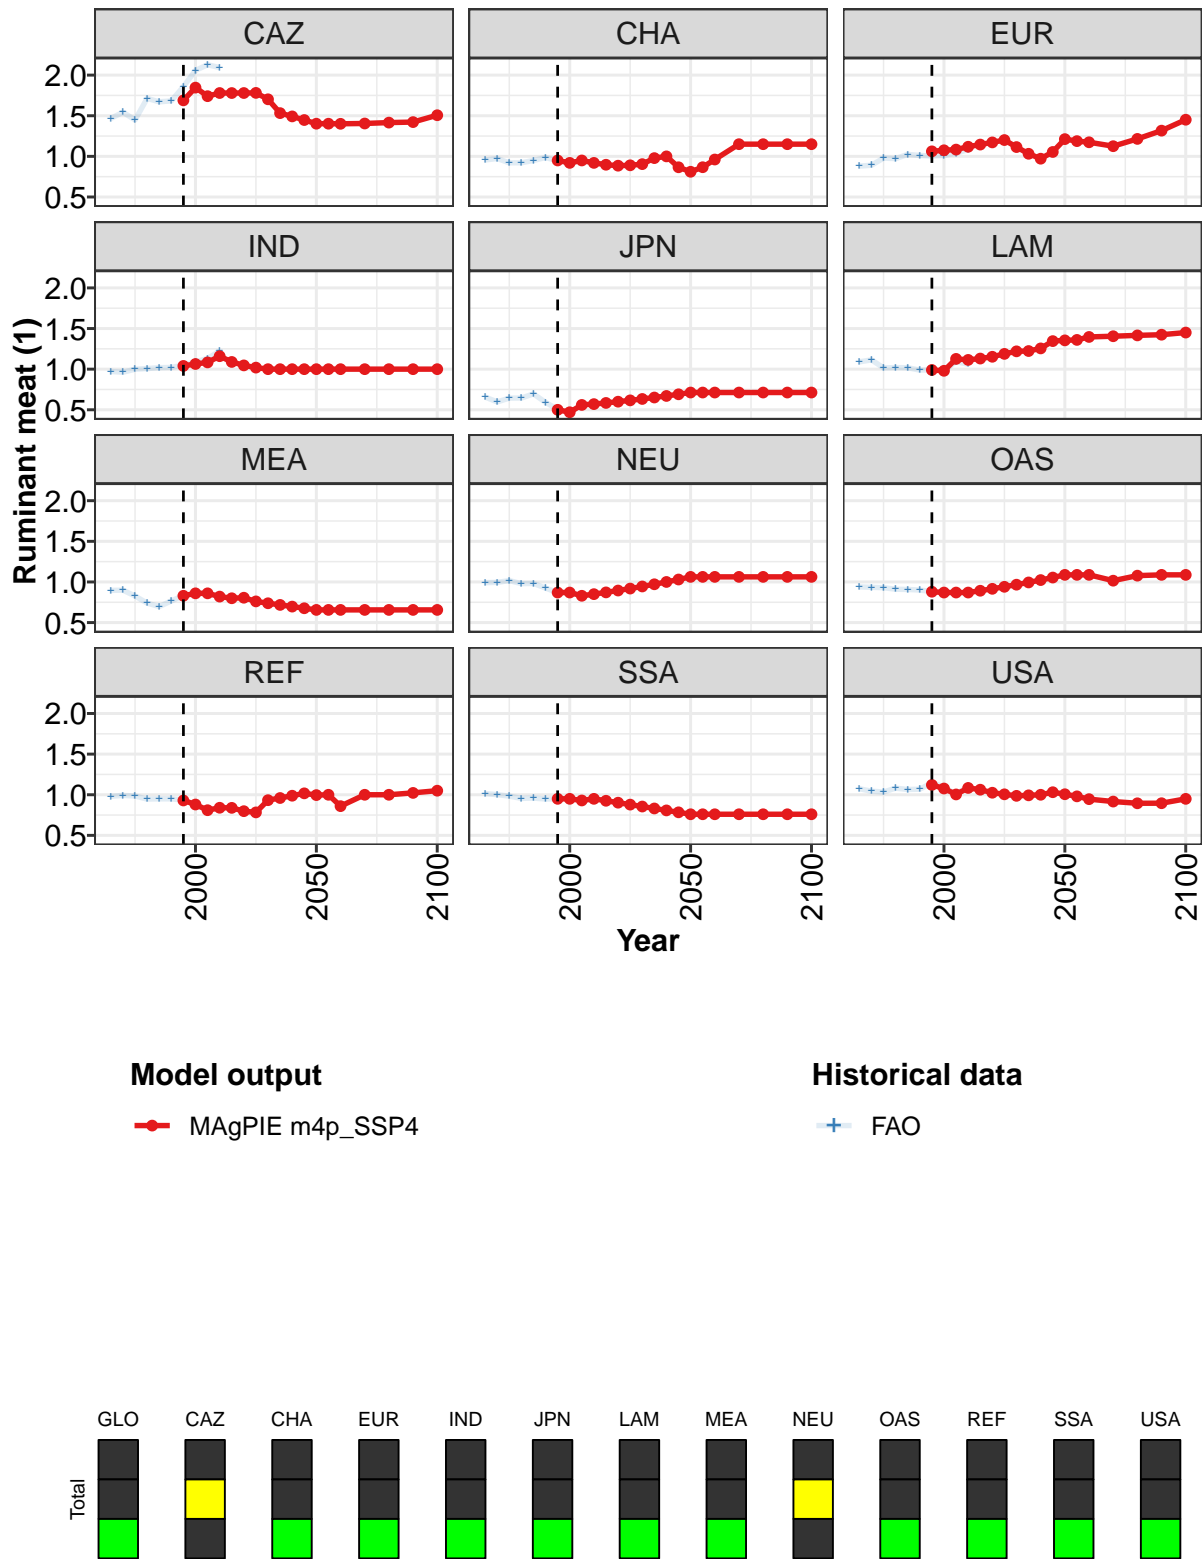 CAZ CHA EUR
2.0
1.5
1.0
0.5
IND JPN LAM
2.0
1.5
1.0
0.5
MEA NEU OAS
2.0
1.5
1.0
0.5
REF SSA USA
2.0
1.5
1.0
0.5
Ruminant meat (1)
2000 2050 2100 2000 2050 2100 2000 2050 2100
Year
Model output Historical data
MAgPIE m4p_SSP4 FAO
GLO CAZ CHA EUR IND JPN LAM MEA NEU OAS REF SSA USA
Total